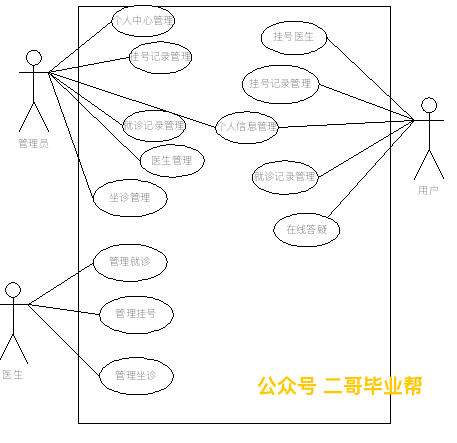 个人中心管理
挂号记录管理
就诊记录管理
医生管理
坐诊管理
管理员
个人信息管理
挂号医生
挂号记录管理
就诊记录管理
在线答疑
用户
管理就诊
管理挂号
管理坐诊
医生
公众号 二哥毕业帮